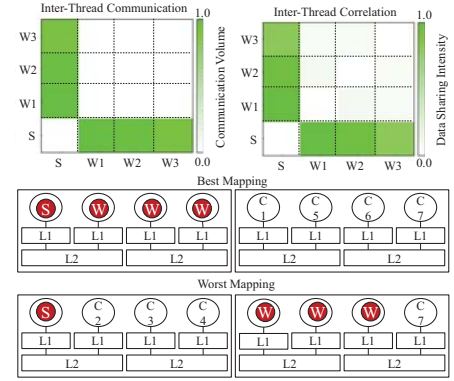 Inter-Thread Communication
1.0
W3
W2
W1
S
S W1 W2 W3
0.0
Communication Volume
Inter-Thread Correlation
1.0
W3
W2
W1
S
S W1 W2 W3
0.0
Data Sharing Intensity
Best Mapping
S W W W C 1 C 5 C 6 C 7
L1 L1 L1 L1 L1 L1 L1 L1
L2 L2 L2 L2
Worst Mapping
S C 2 C 3 C 4 W W W C 7
L1 L1 L1 L1 L1 L1 L1 L1
L2 L2 L2 L2